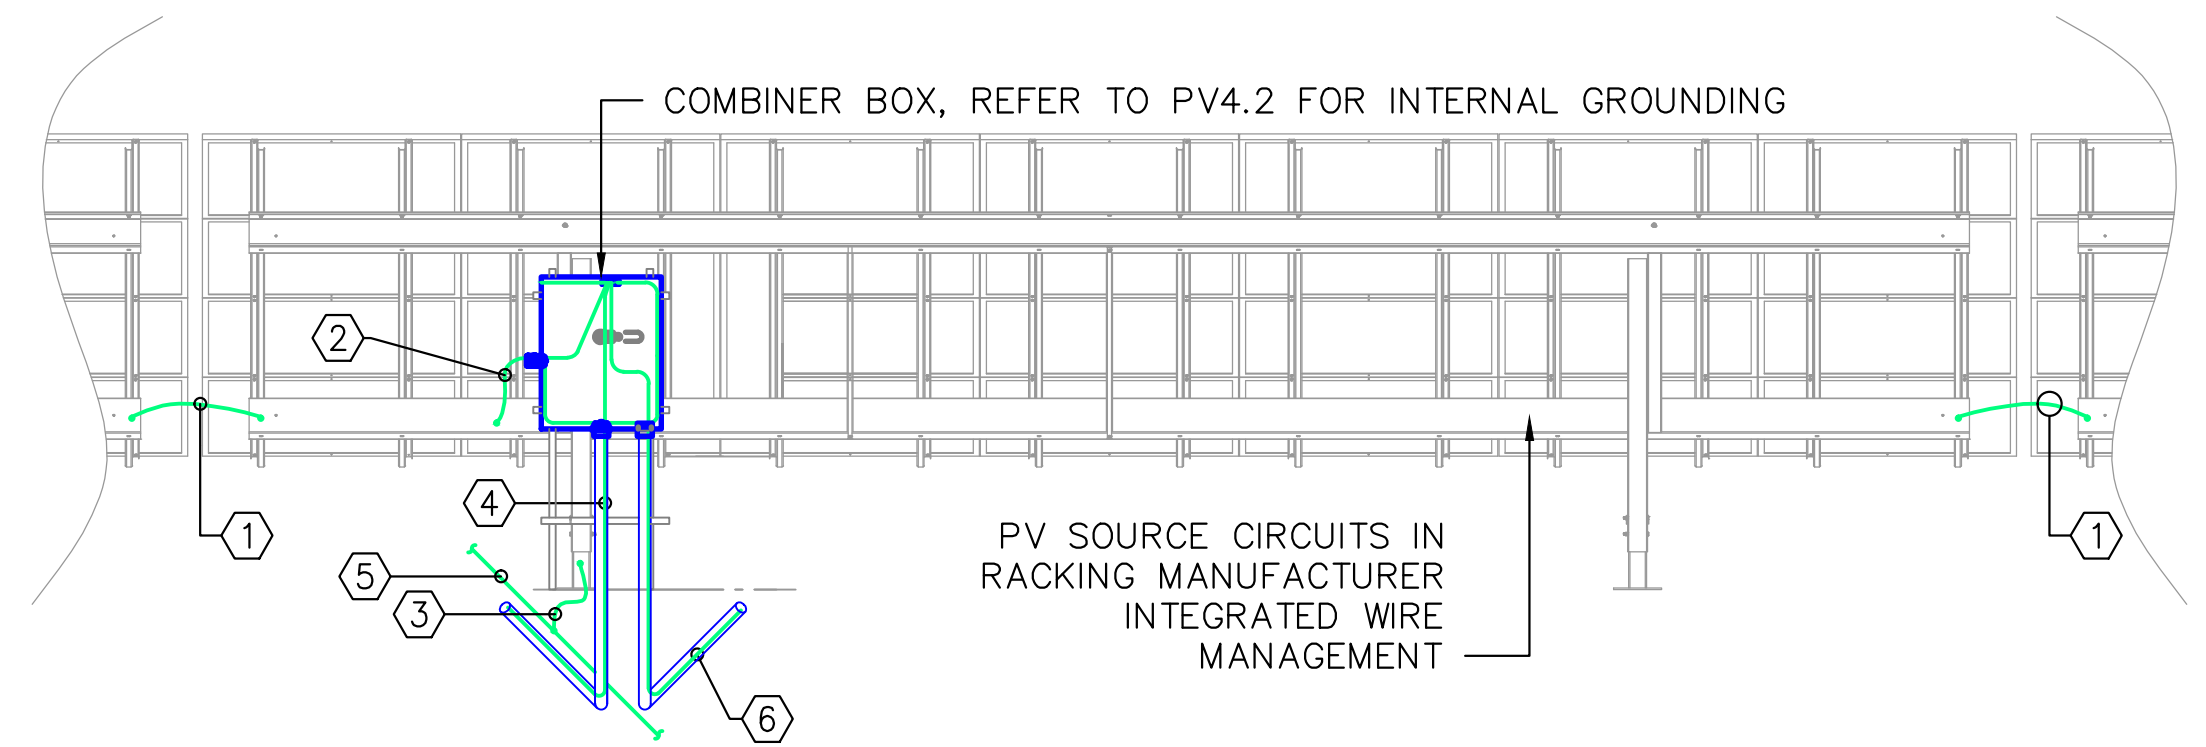 COMBINER BOX, REFER TO PV4.2 FOR INTERNAL GROUNDING
2
1
4
PV SOURCE CIRCUITS IN
RACKING MANUFACTURER
INTEGRATED WIRE
MANAGEMENT
1
5
3
6